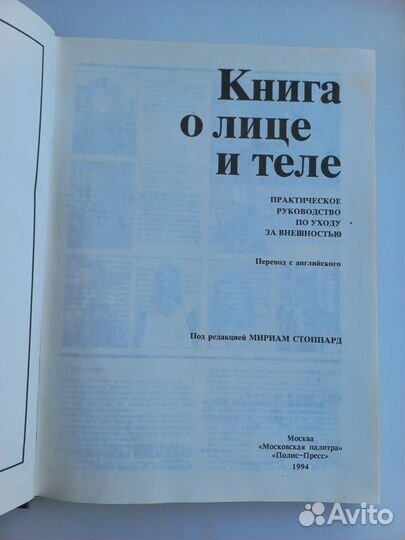 Книга
о лице
и теле
ПРАКТИЧЕСКОЕ
РУКОВОДСТВО
ПО УХОДУ
ЗА ВНЕШНОСТЬЮ
Перевод с английского
Под редакцией МИРИАМ СТОППАРД
Москва
«Московская палитра»
«Полис-Пресс»
1994
Avito